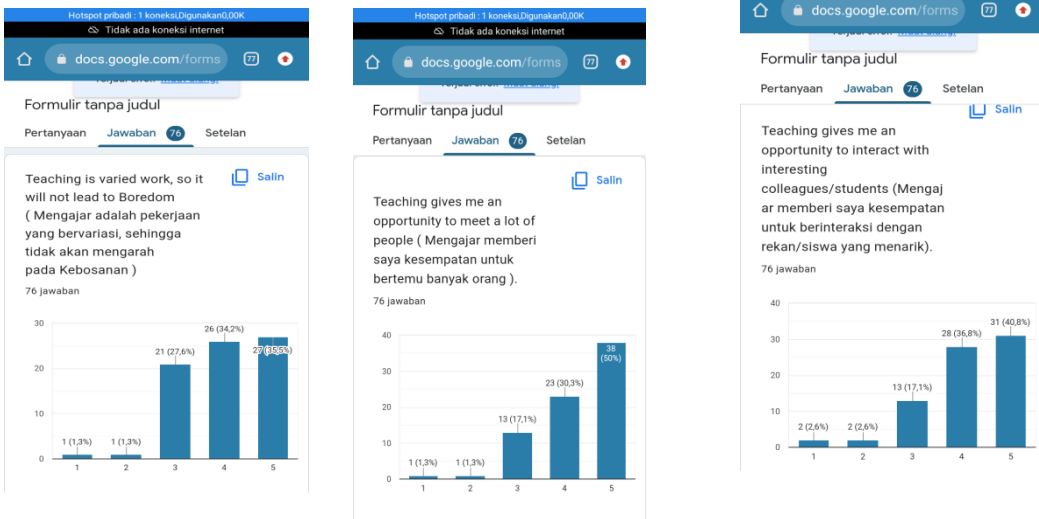 Hotspot pribadi : 1 koneksi,Digunakan0,00K
Tidak ada koneksi internet
docs.google.com/forms
77
Formulir tanpa judul
Pertanyaan Jawaban 76 Setelan
Salin
Teaching is varied work, so it
will not lead to Boredom
( Mengajar adalah pekerjaan
yang bervariasi, sehingga
tidak akan mengarah
pada Kebosanan )
76 jawaban
30
20
10
0
1 (1,3%)
1 (1,3%)
21 (27,6%)
26 (34,2%)
27 (35,5%)
1 2 3 4 5
Hotspot pribadi : 1 koneksi,Digunakan0,00K
Tidak ada koneksi internet
docs.google.com/forms
77
Formulir tanpa judul
Pertanyaan Jawaban 76 Setelan
Salin
Teaching gives me an
opportunity to meet a lot of
people ( Mengajar memberi
saya kesempatan untuk
bertemu banyak orang ).
76 jawaban
40
30
20
10
0
1 (1,3%)
1 (1,3%)
13 (17,1%)
23 (30,3%)
38
(50%)
1 2 3 4 5
docs.google.com/forms
77
Formulir tanpa judul
Pertanyaan Jawaban 76 Setelan
Salin
Teaching gives me an
opportunity to interact with
interesting
colleagues/students (Mengaj
ar memberi saya kesempatan
untuk berinteraksi dengan
rekan/siswa yang menarik).
76 jawaban
40
30
20
10
0
2 (2,6%)
2 (2,6%)
13 (17,1%)
28 (36,8%)
31 (40,8%)
1 2 3 4 5